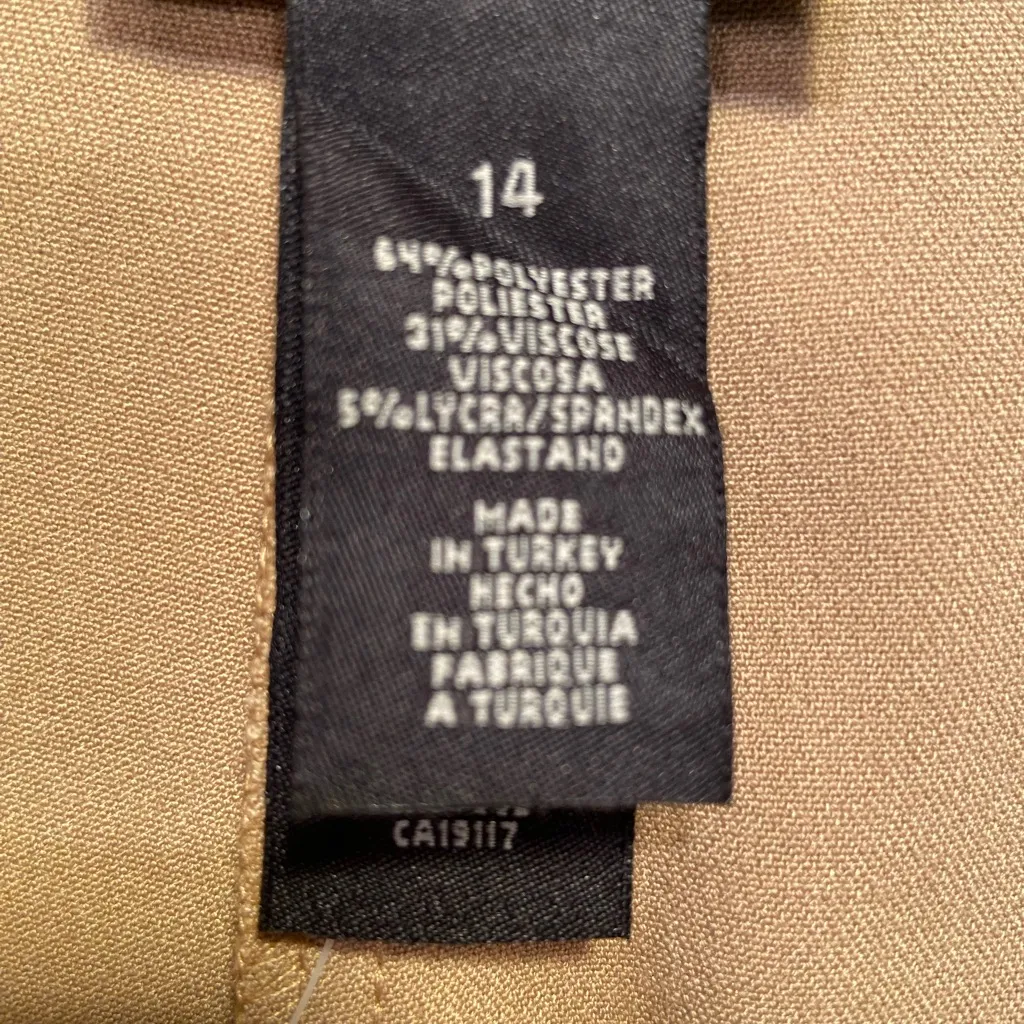 14
64%POLYESTER
POLIESTER
31%VISCOSE
VISCOSA
5%LYCRA/SPANDEX
ELASTANO
MADE
IN TURKEY
HECHO
EN TURQUIA
FABRIQUE
A TURQUIE
CA19117